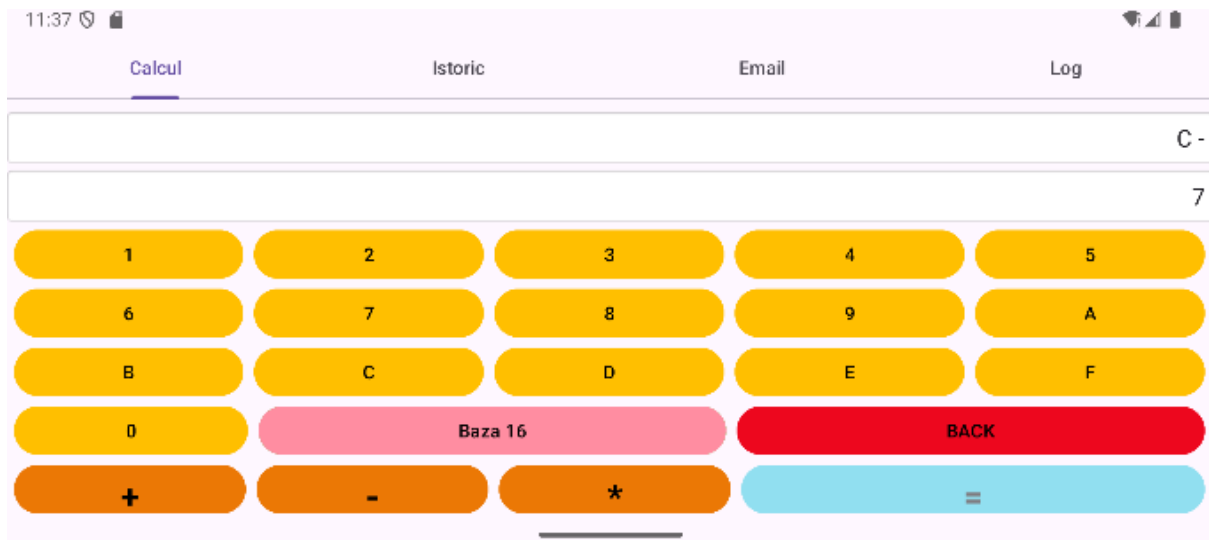 11:37
Calcul Istoric Email Log
C -
7
1 2 3 4 5
6 7 8 9 A
B C D E F
0 Baza 16 BACK
+ - * =